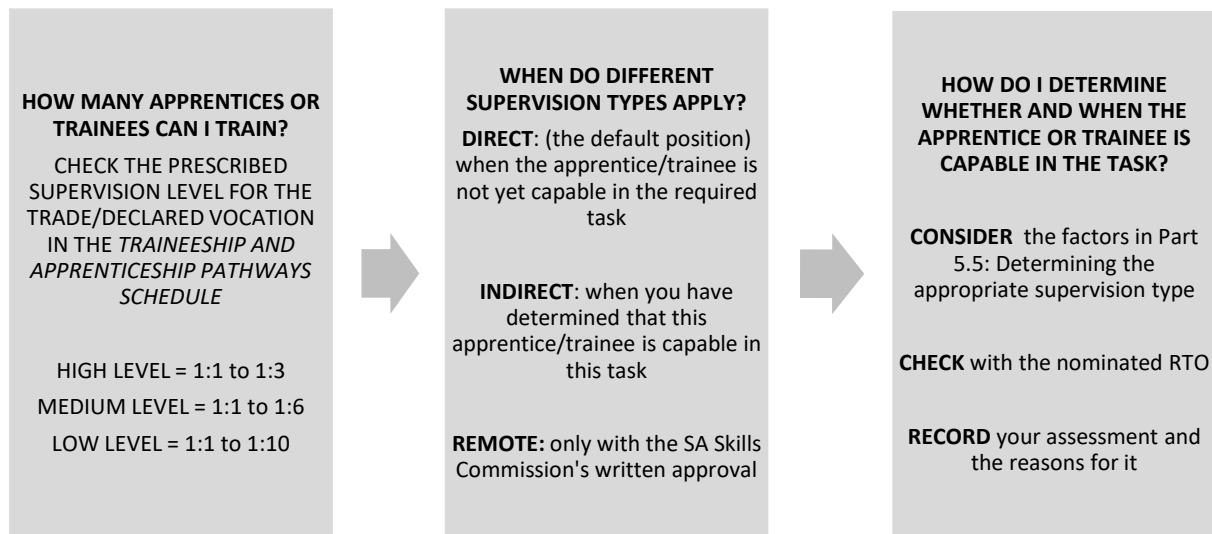 HOW MANY APPRENTICES OR
TRAINEES CAN I TRAIN?
CHECK THE PRESCRIBED
SUPERVISION LEVEL FOR THE
TRADE/DECLARED VOCATION
IN THE TRAINEESHIP AND
APPRENTICESHIP PATHWAYS
SCHEDULE
HIGH LEVEL = 1:1 to 1:3
MEDIUM LEVEL = 1:1 to 1:6
LOW LEVEL = 1:1 to 1:10
WHEN DO DIFFERENT
SUPERVISION TYPES APPLY?
DIRECT: (the default position)
when the apprentice/trainee is
not yet capable in the required
task
INDIRECT: when you have
determined that this
apprentice/trainee is capable in
this task
REMOTE: only with the SA Skills
Commission's written approval
HOW DO I DETERMINE
WHETHER AND WHEN THE
APPRENTICE OR TRAINEE IS
CAPABLE IN THE TASK?
CONSIDER the factors in Part
5.5: Determining the
appropriate supervision type
CHECK with the nominated RTO
RECORD your assessment and
the reasons for it